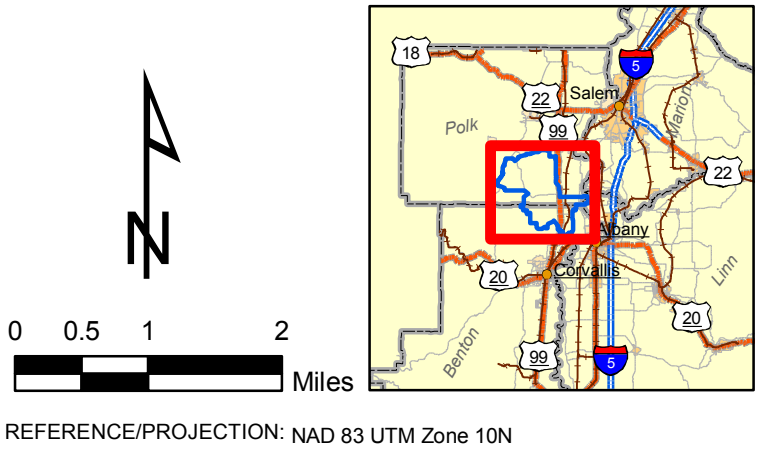 18
5
22
Salem
Marion
Polk
99
22
Albany
20
Corvallis
Linn
20
Benton
99
5
N
0 0.5 1 2
Miles
REFERENCE/PROJECTION: NAD 83 UTM Zone 10N